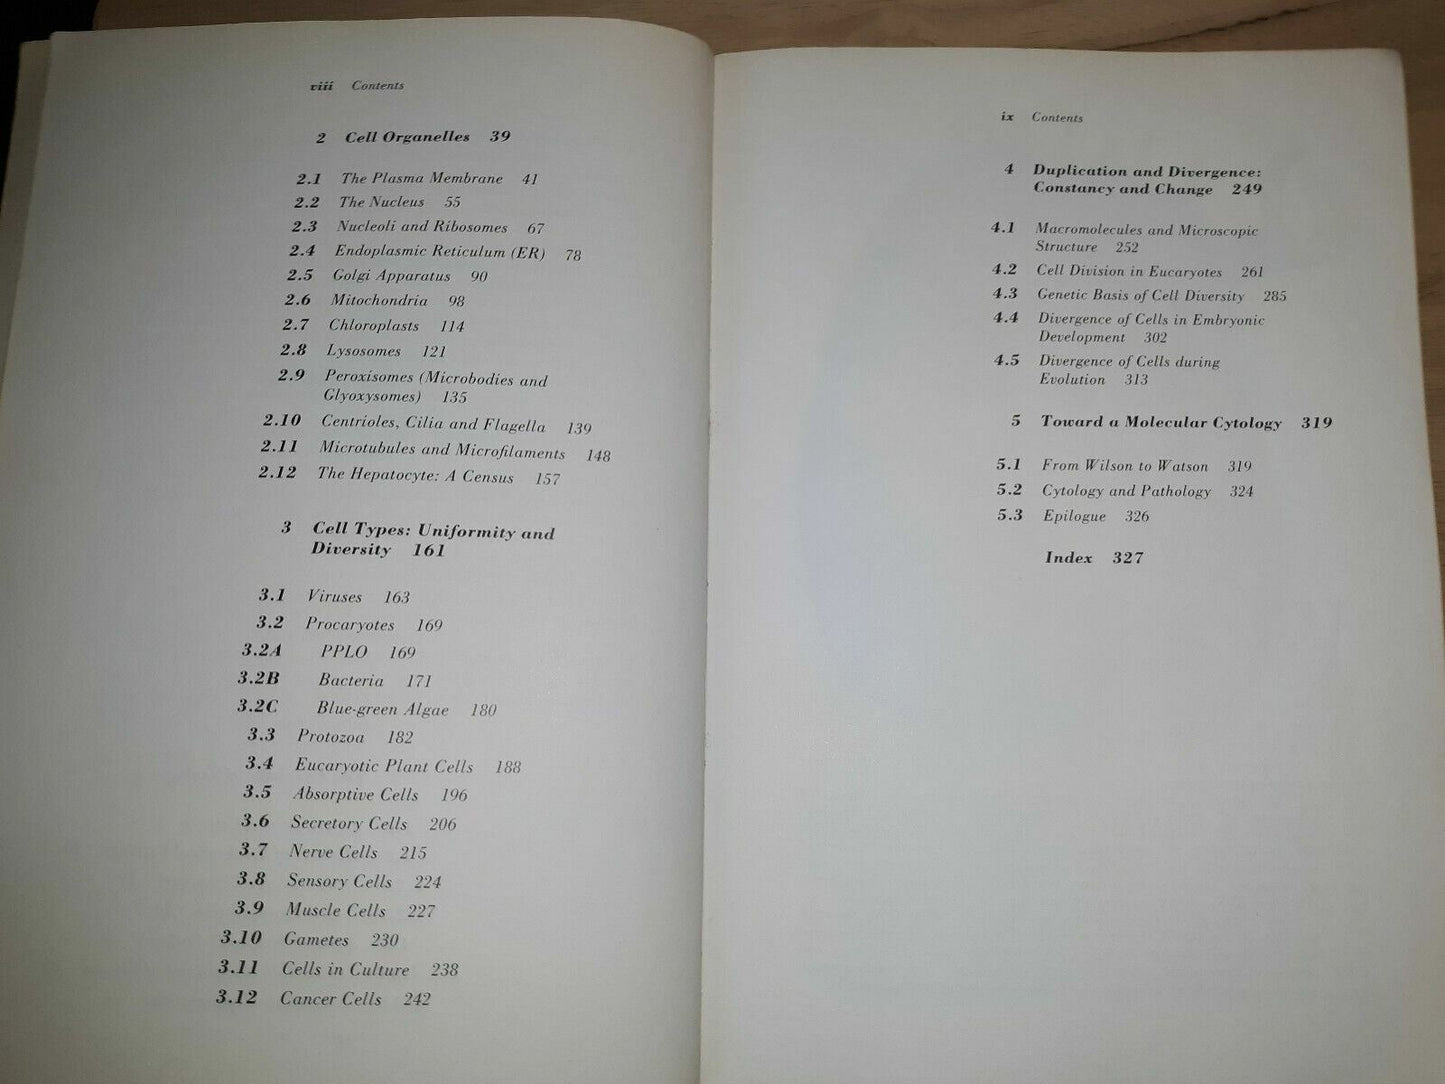 viii Contents
2 Cell Organelles 39
2.1 The Plasma Membrane 41
2.2 The Nucleus 55
2.3 Nucleoli and Ribosomes 67
2.4 Endoplasmic Reticulum (ER) 78
2.5 Golgi Apparatus 90
2.6 Mitochondria 98
2.7 Chloroplasts 114
2.8 Lysosomes 121
2.9 Peroxisomes (Microbodies and
Glyoxysomes) 135
2.10 Centrioles, Cilia and Flagella 139
2.11 Microtubules and Microfilaments 148
2.12 The Hepatocyte: A Census 157
3 Cell Types: Uniformity and
Diversity 161
3.1 Viruses 163
3.2 Procaryotes 169
3.2A PPLO 169
3.2B Bacteria 171
3.2C Blue-green Algae 180
3.3 Protozoa 182
3.4 Eucaryotic Plant Cells 188
3.5 Absorptive Cells 196
3.6 Secretory Cells 206
3.7 Nerve Cells 215
3.8 Sensory Cells 224
3.9 Muscle Cells 227
3.10 Gametes 230
3.11 Cells in Culture 238
3.12 Cancer Cells 242
ix Contents
4 Duplication and Divergence:
Constancy and Change 249
4.1 Macromolecules and Microscopic
Structure 252
4.2 Cell Division in Eucaryotes 261
4.3 Genetic Basis of Cell Diversity 285
4.4 Divergence of Cells in Embryonic
Development 302
4.5 Divergence of Cells during
Evolution 313
5 Toward a Molecular Cytology 319
5.1 From Wilson to Watson 319
5.2 Cytology and Pathology 324
5.3 Epilogue 326
Index 327